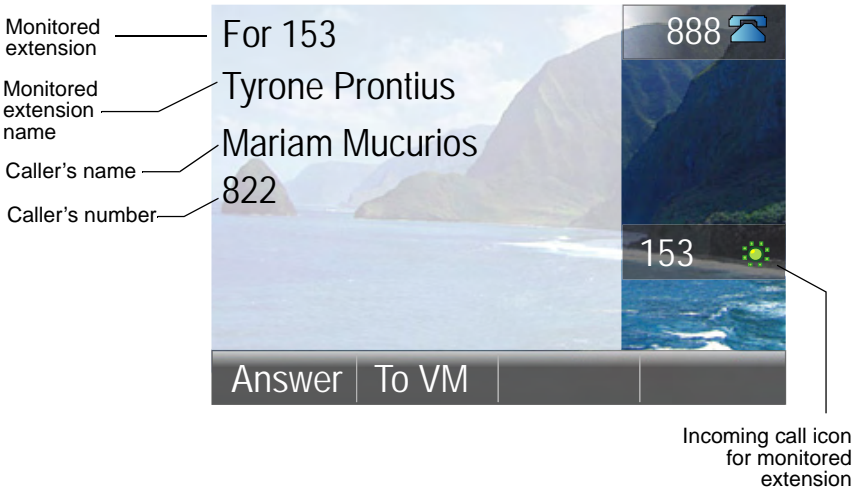 Monitored
extension
For 153
888
Monitored
extension
name
Tyrone Prontius
Caller's name
Mariam Mucurios
Caller's number
822
153
Answer
To VM
Incoming call icon
for monitored
extension